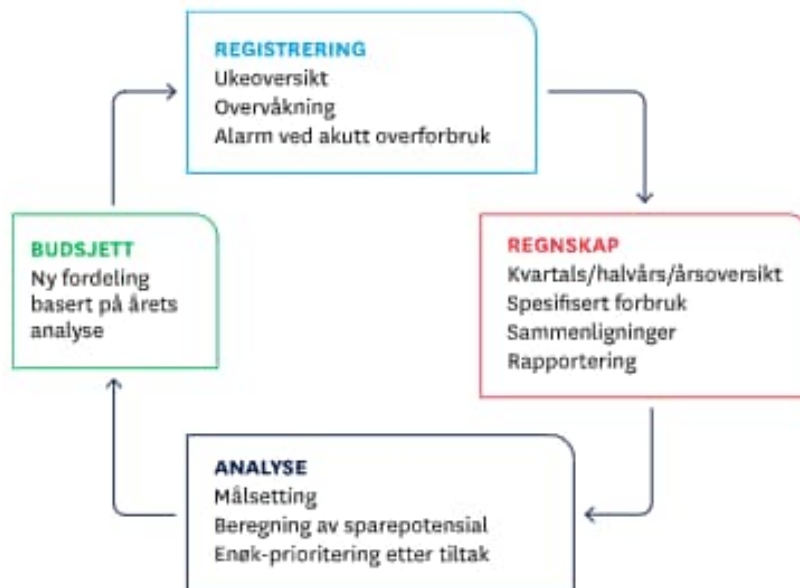 REGISTRERING
Ukeoversikt
Overvåkning
Alarm ved akutt overforbruk
BUDSJETT
Ny fordeling
basert på årets
analyse
REGNSKAP
Kvartals/halvårs/årsoversikt
Spesifisert forbruk
Sammenligninger
Rapportering
ANALYSE
Målsetting
Beregning av sparepotensial
Enøk-prioritering etter tiltak